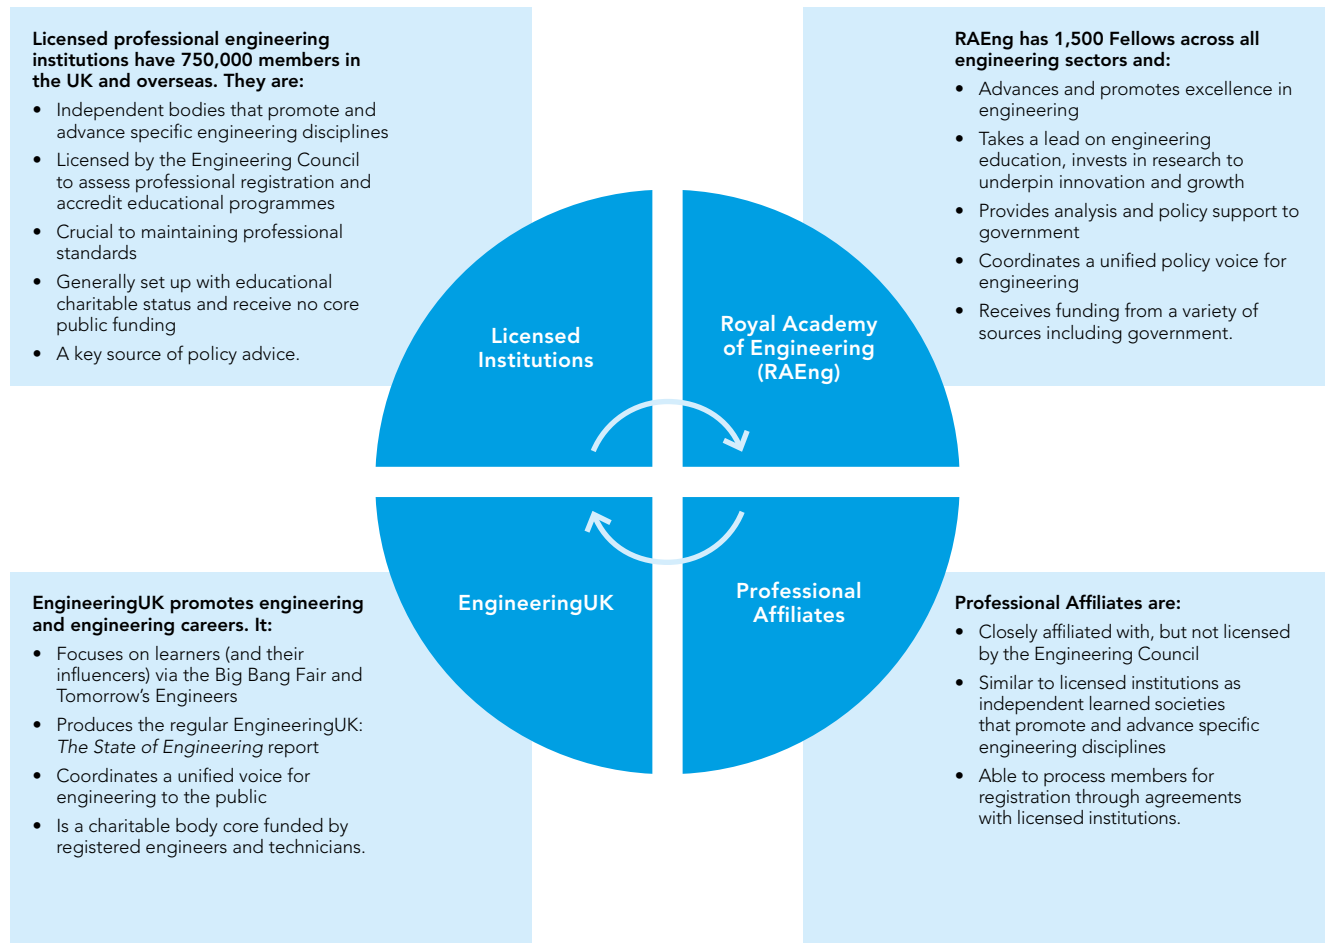 Licensed professional engineering
institutions have 750,000 members in
the UK and overseas. They are:
• Independent bodies that promote and
advance specific engineering disciplines
• Licensed by the Engineering Council
to assess professional registration and
accredit educational programmes
• Crucial to maintaining professional
standards
• Generally set up with educational
charitable status and receive no core
public funding
• A key source of policy advice.
RAEng has 1,500 Fellows across all
engineering sectors and:
• Advances and promotes excellence in
engineering
• Takes a lead on engineering
education, invests in research to
underpin innovation and growth
• Provides analysis and policy support to
government
• Coordinates a unified policy voice for
engineering
• Receives funding from a variety of
sources including government.
Licensed
Institutions
Royal Academy
of Engineering
(RAEng)
EngineeringUK
Professional
Affiliates
EngineeringUK promotes engineering
and engineering careers. It:
• Focuses on learners (and their
influencers) via the Big Bang Fair and
Tomorrow’s Engineers
• Produces the regular EngineeringUK:
The State of Engineering report
• Coordinates a unified voice for
engineering to the public
• Is a charitable body core funded by
registered engineers and technicians.
Professional Affiliates are:
• Closely affiliated with, but not licensed
by the Engineering Council
• Similar to licensed institutions as
independent learned societies
that promote and advance specific
engineering disciplines
• Able to process members for
registration through agreements
with licensed institutions.